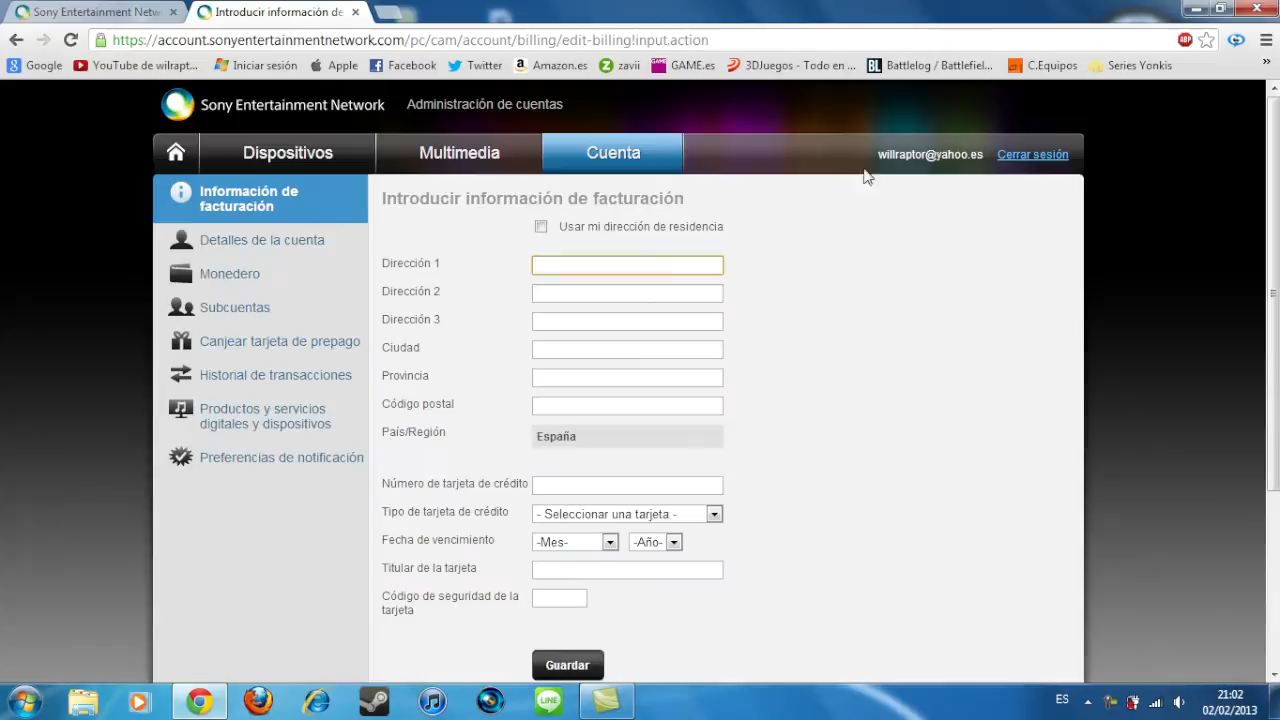 Sony Entertainment Netw
Introducir información de
https://account.sonyentertainmentnetwork.com/pc/cam/account/billing/edit-billing!input.action
ABP
Google
YouTube de wilrapt...
Iniciar sesión
Apple
Facebook
Twitter
Amazon.es
zavii
GAME.es
3DJuegos - Todo en ...
BL
Battlelog / Battlefiel...
C.Equipos
Series Yonkis
»
Sony Entertainment Network
Administración de cuentas
Dispositivos
Multimedia
Cuenta
willraptor@yahoo.es
Cerrar sesión
Información de
facturación
Detalles de la cuenta
Monedero
Subcuentas
Canjear tarjeta de prepago
Historial de transacciones
Productos y servicios
digitales y dispositivos
Preferencias de notificación
Introducir información de facturación
Usar mi dirección de residencia
Dirección 1
Dirección 2
Dirección 3
Ciudad
Provincia
Código postal
País/Región
España
Número de tarjeta de crédito
Tipo de tarjeta de crédito
- Seleccionar una tarjeta -
Fecha de vencimiento
-Mes-
-Año-
Titular de la tarjeta
Código de seguridad de la
tarjeta
Guardar
LINE
ES
21:02
02/02/2013